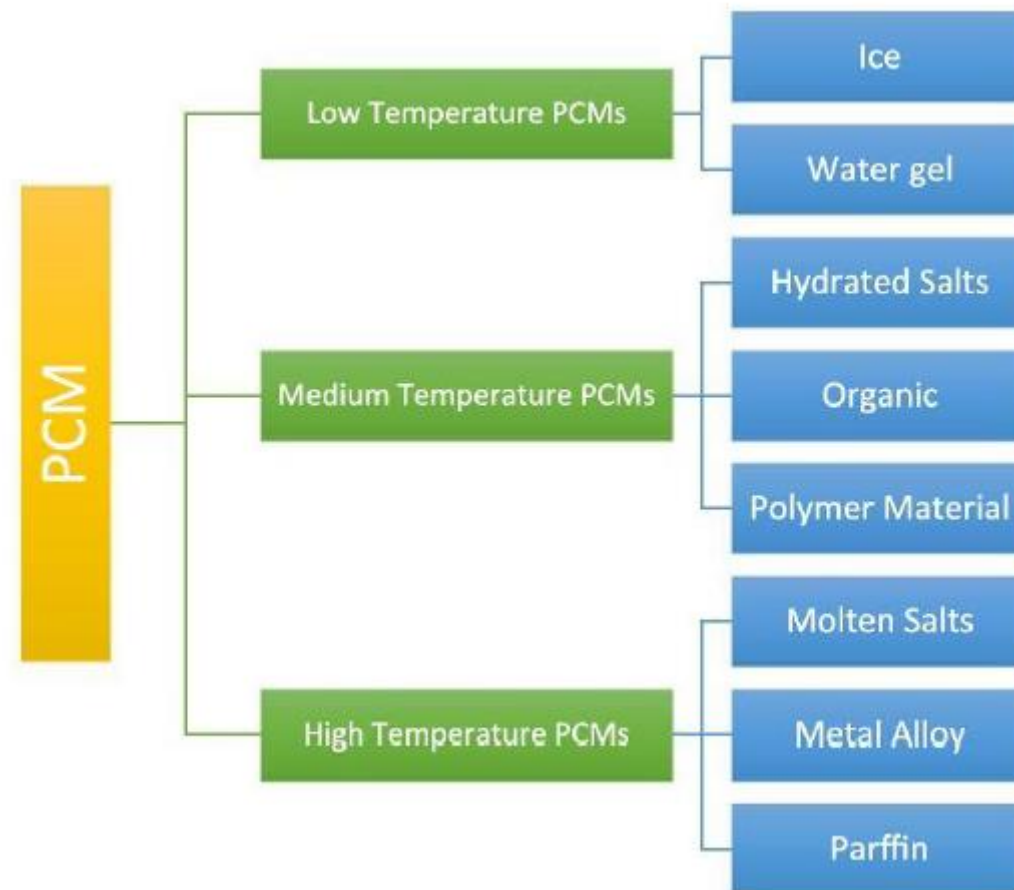 PCM
Low Temperature PCMs
Ice
Water gel
Medium Temperature PCMs
Hydrated Salts
Organic
Polymer Material
High Temperature PCMs
Molten Salts
Metal Alloy
Parffin